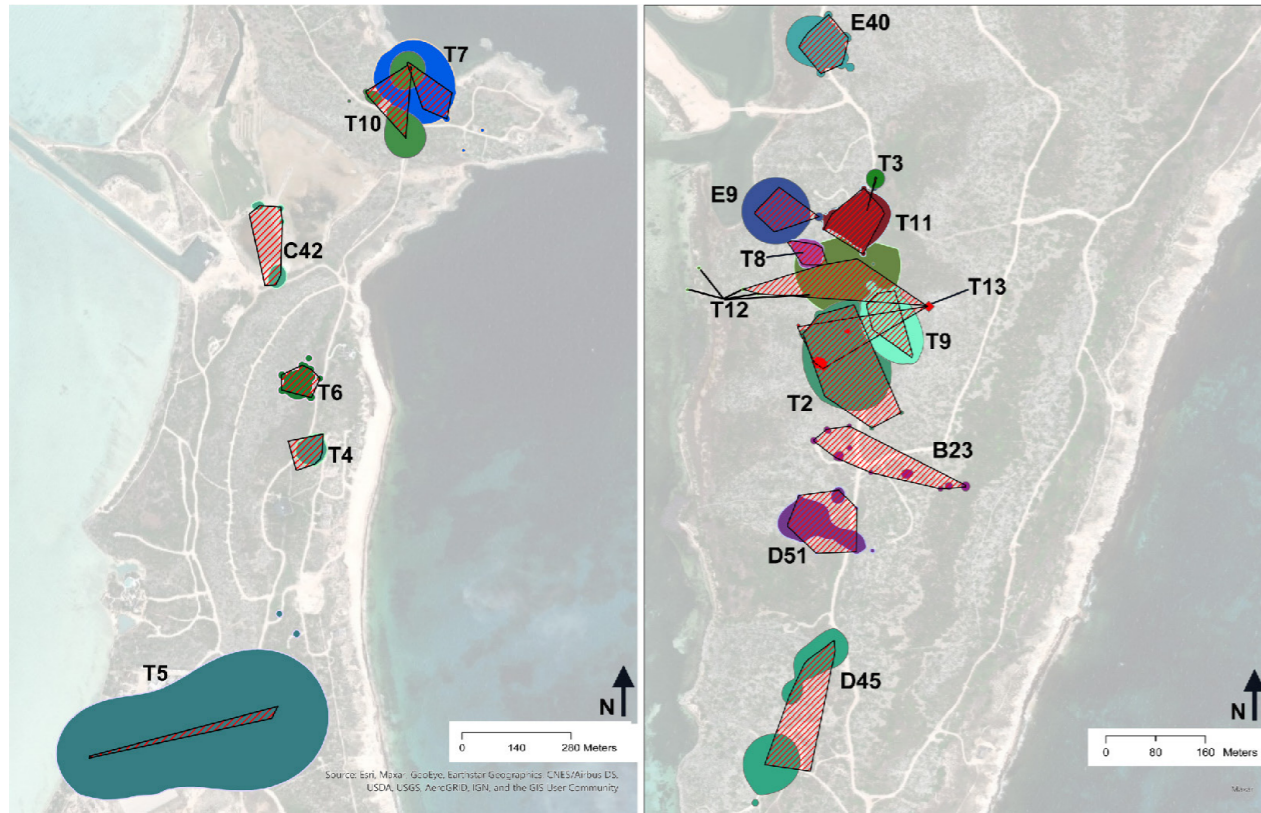 T7
T10
C42
T6
T4
T5
N
0 140 280 Meters
Source: Esri, Maxar, GeoEye, Earthstar Geographics, CNES/Airbus DS,
USDA, USGS, AeroGRID, IGN, and the GIS User Community
E40
T3
E9
T11
T8
T13
T12
T9
T2
B23
D51
D45
N
0 80 160 Meters